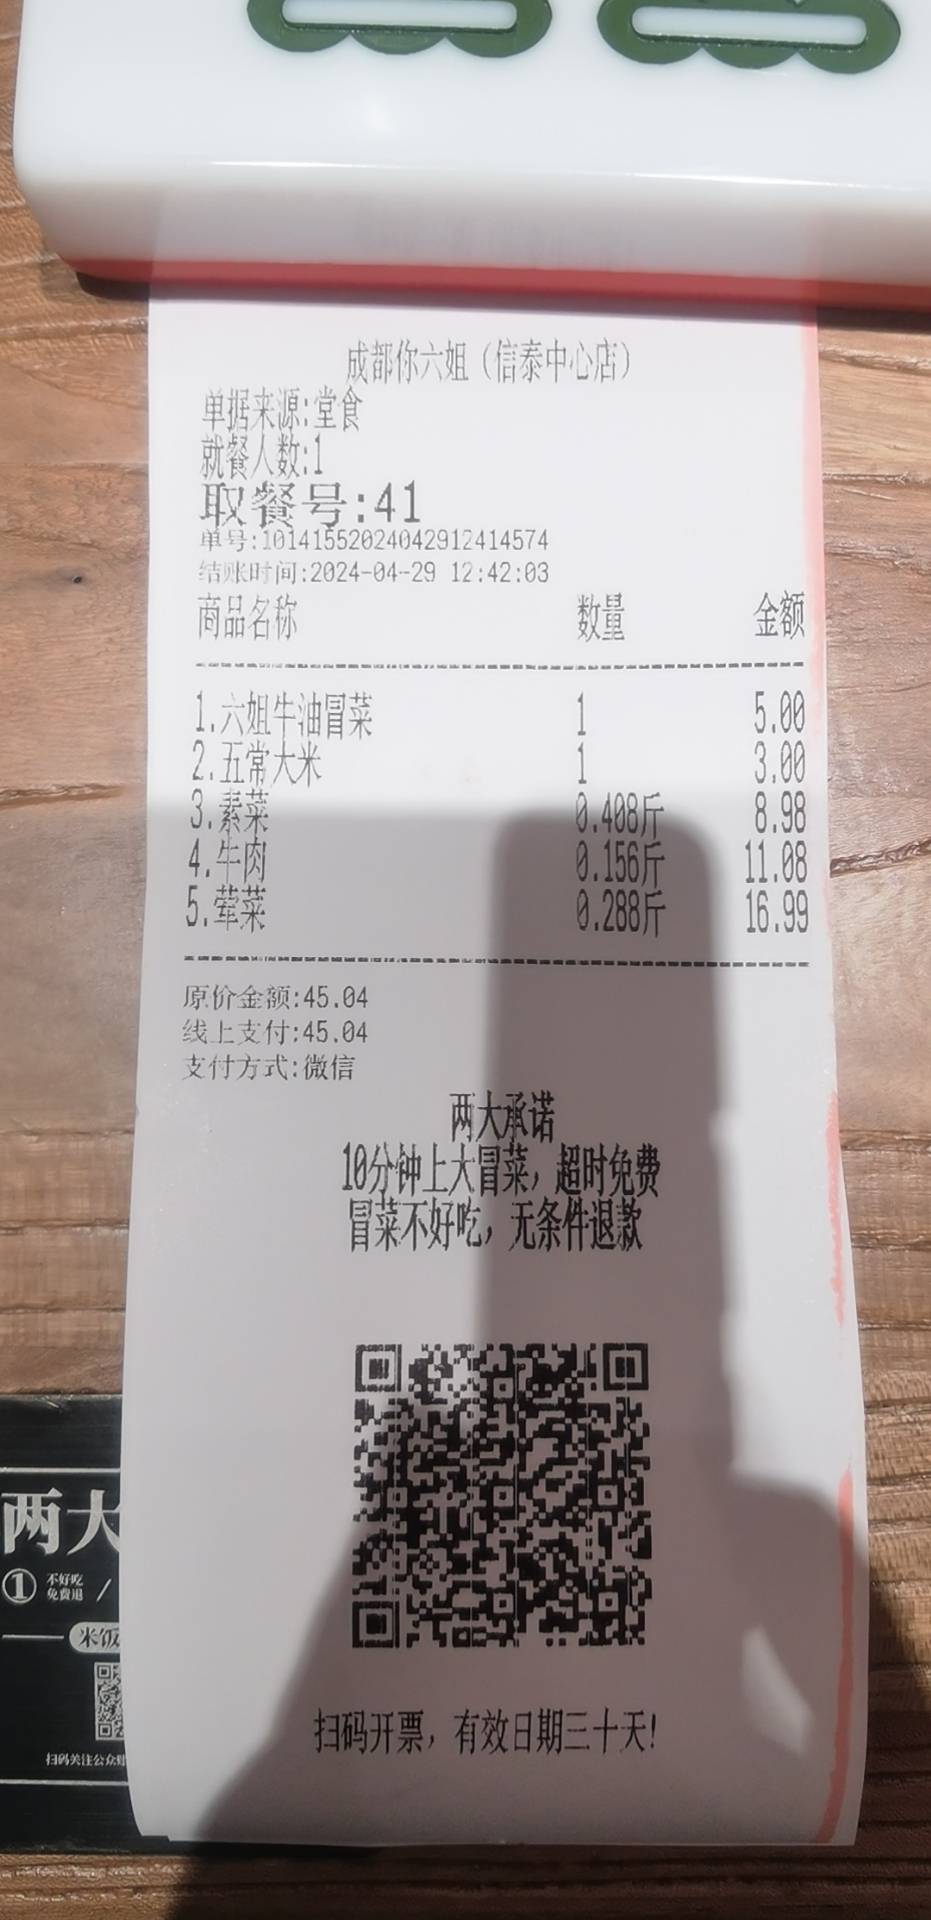 成都你六姐（信泰中心店）
单据来源:堂食
就餐人数:1
取餐号:41
单号:10141552024042912414574
结账时间:2024-04-29 12:42:03
商品名称 数量 金额
1.六姐牛油冒菜 1 5.00
2.五常大米 1 3.00
3.素菜 0.408斤 8.98
4.牛肉 0.156斤 11.08
5.荤菜 0.288斤 16.99
原价金额:45.04
线上支付:45.04
支付方式:微信
两大承诺
10分钟上大冒菜，超时免费
冒菜不好吃，无条件退款
扫码开票，有效日期三十天!
两大
① 不好吃
免费退 /
米饭
扫码关注公众